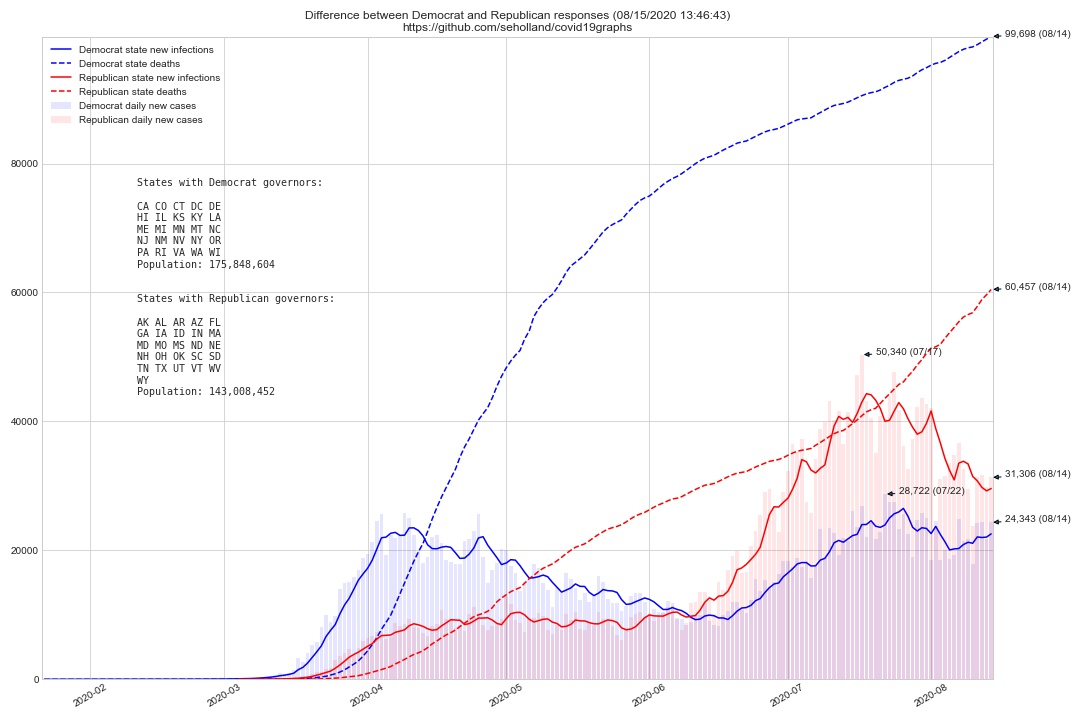 Difference between Democrat and Republican responses (08/15/2020 13:46:43)
https://github.com/seholland/covid19graphs
Democrat state new infections
Democrat state deaths
Republican state new infections
Republican state deaths
Democrat daily new cases
Republican daily new cases
States with Democrat governors:
CA CO CT DC DE
HI IL KS KY LA
ME MI MN MT NC
NJ NM NV NY OR
PA RI VA WA WI
Population: 175,848,604
States with Republican governors:
AK AL AR AZ FL
GA IA ID IN MA
MD MO MS ND NE
NH OH OK SC SD
TN TX UT VT WV
WY
Population: 143,008,452
99,698 (08/14)
60,457 (08/14)
50,340 (07/17)
31,306 (08/14)
28,722 (07/22)
24,343 (08/14)
80000
60000
40000
20000
0
2020-02
2020-03
2020-04
2020-05
2020-06
2020-07
2020-08